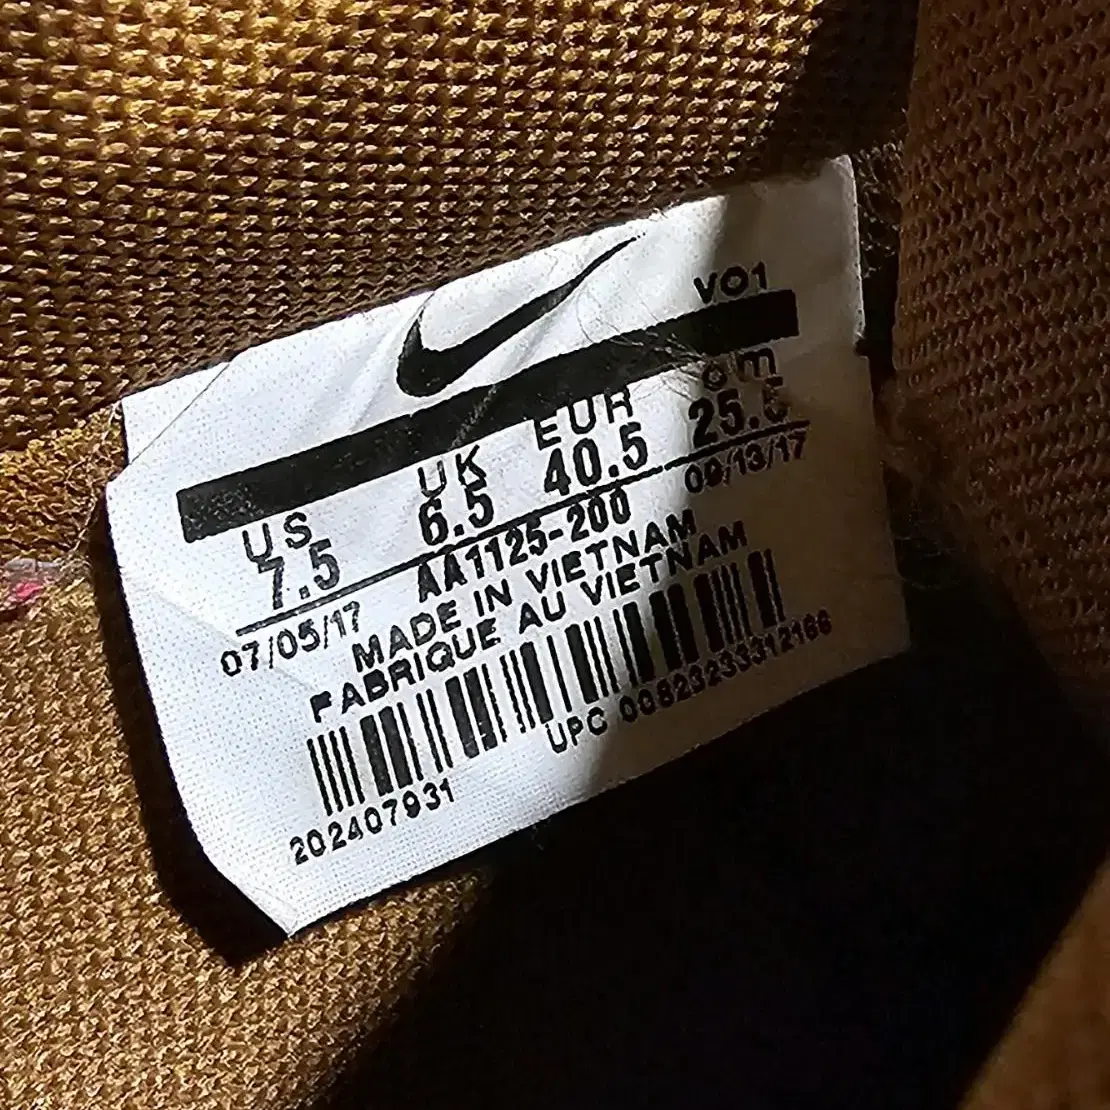 VO1
US UK EUR cm
7.5 6.5 40.5 25.5
07/05/17 AA1125-200 09/13/17
MADE IN VIETNAM
FABRIQUE AU VIETNAM
UPC 00823233312166
202407931